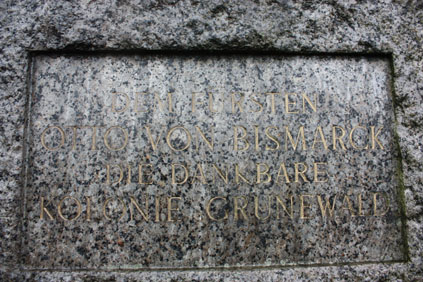 DEM FÜRSTEN
OTTO VON BISMARCK
DIE DANKBARE
KOLONIE GRUNEWALD